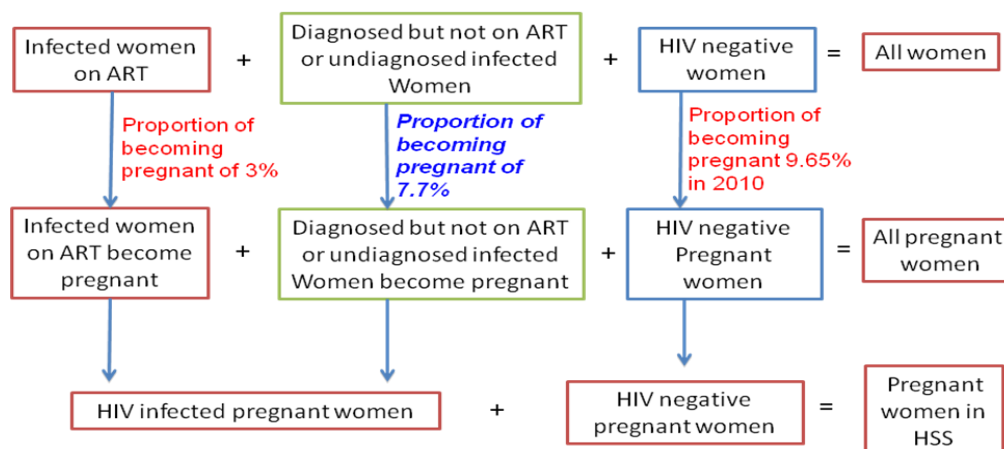 Infected women
on ART
+
Diagnosed but not on ART
or undiagnosed infected
Women
+
HIV negative
women
=
All women
Proportion of
becoming
pregnant of 3%
Proportion of
becoming
pregnant of
7.7%
Proportion of
becoming
pregnant 9.65%
in 2010
Infected women
on ART become
pregnant
+
Diagnosed but not on ART
or undiagnosed infected
Women become pregnant
+
HIV negative
Pregnant
women
=
All pregnant
women
HIV infected pregnant women
+
HIV negative
pregnant women
=
Pregnant
women in
HSS